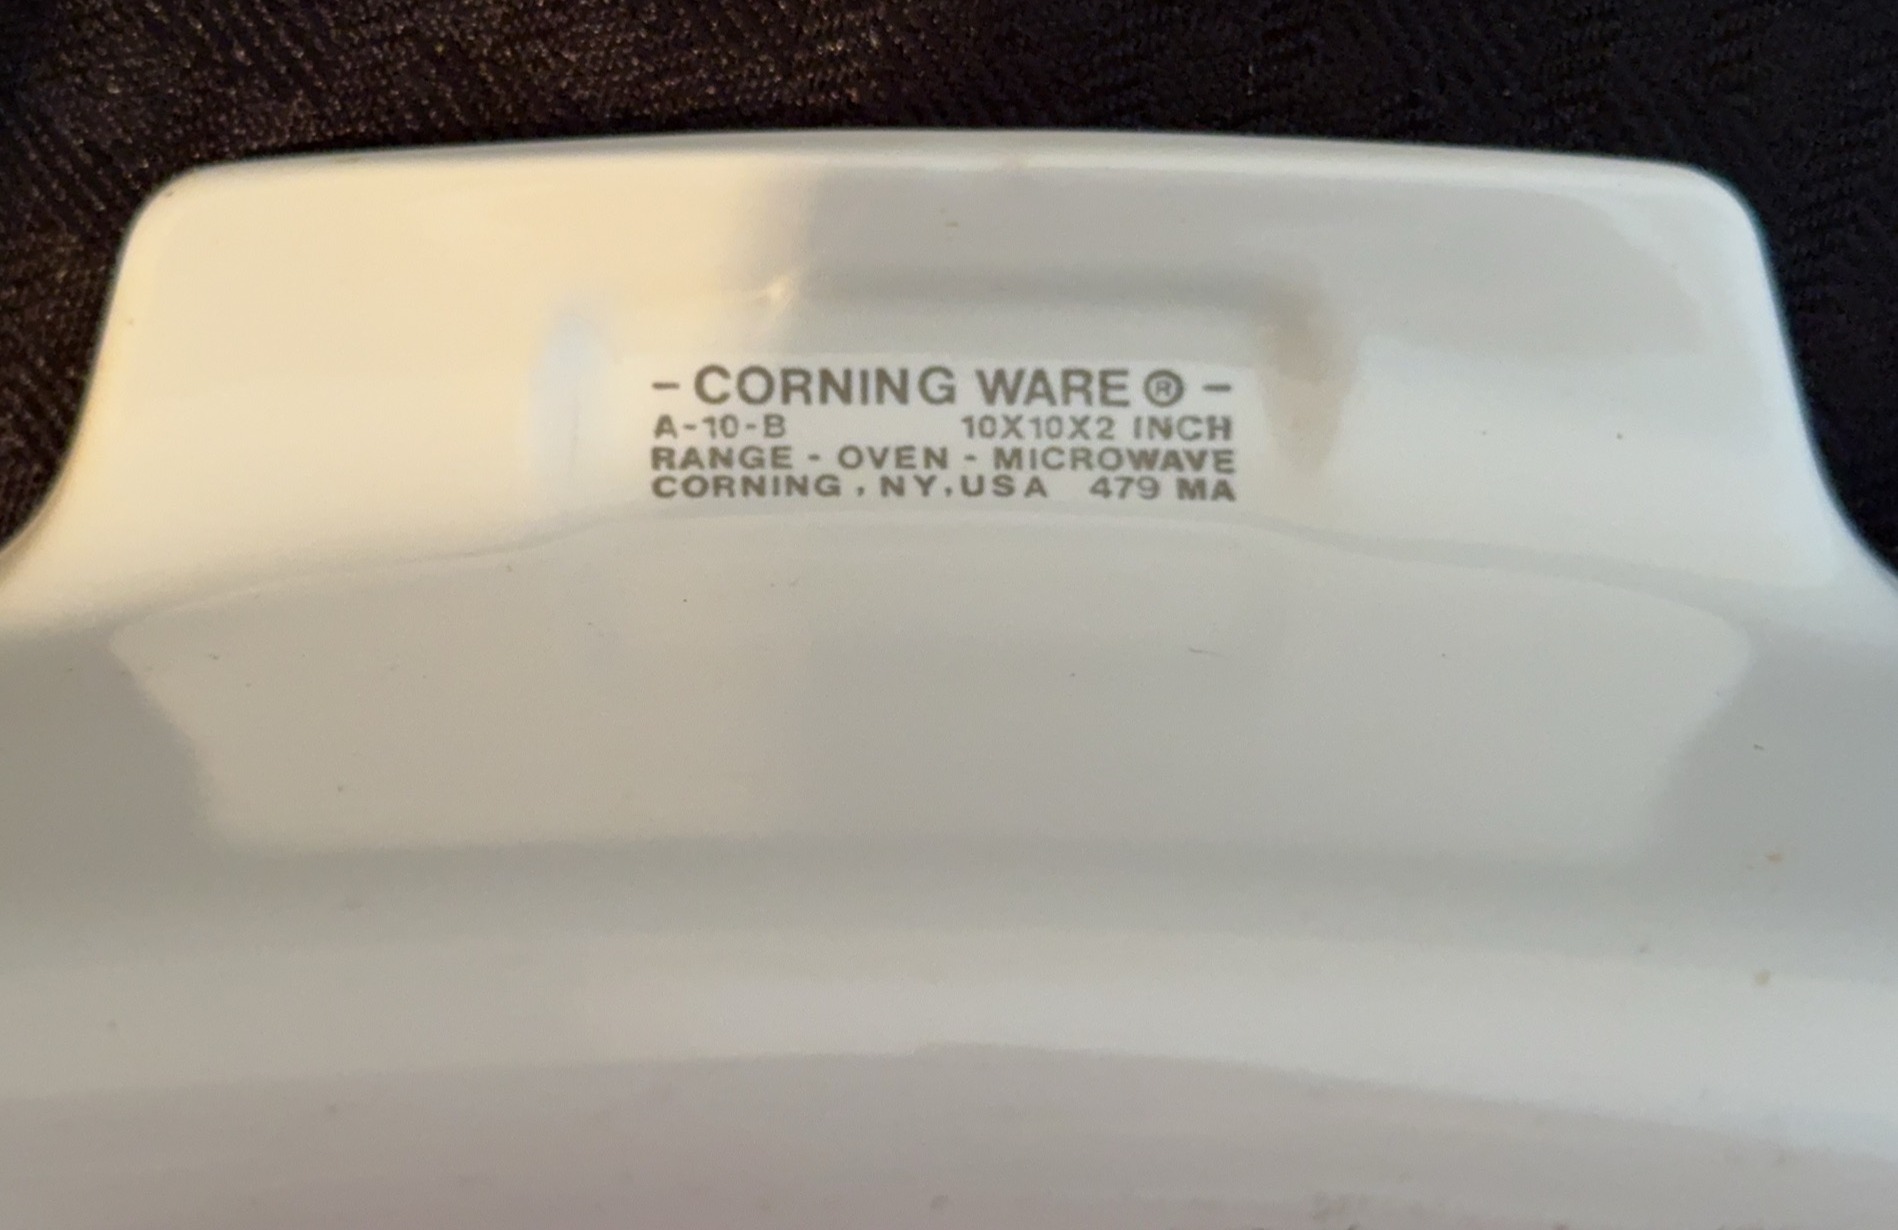 - CORNING WARE ® -
A-10-B 10X10X2 INCH
RANGE - OVEN - MICROWAVE
CORNING , NY, USA 479 MA